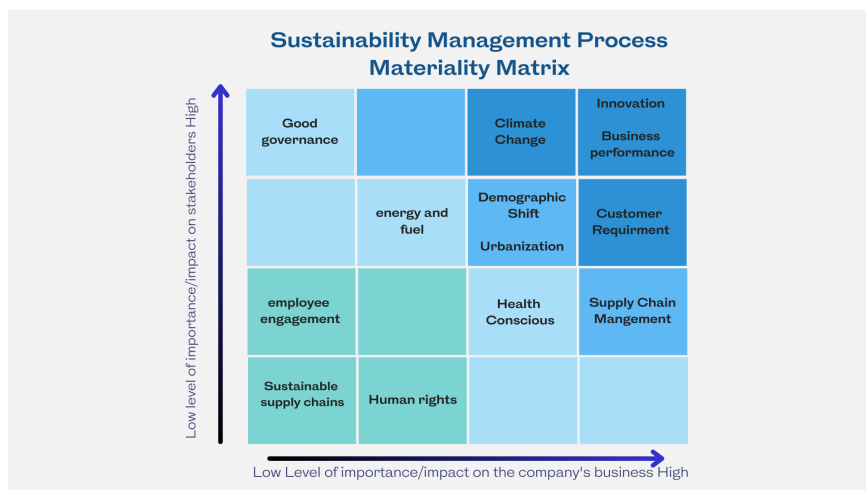 Sustainability Management Process
Materiality Matrix
Low level of importance/impact on stakeholders High
Good
governance
Climate
Change
Innovation
Business
performance
energy and
fuel
Demographic
Shift
Urbanization
Customer
Requirment
employee
engagement
Health
Conscious
Supply Chain
Mangement
Sustainable
supply chains
Human rights
Low Level of importance/impact on the company's business High